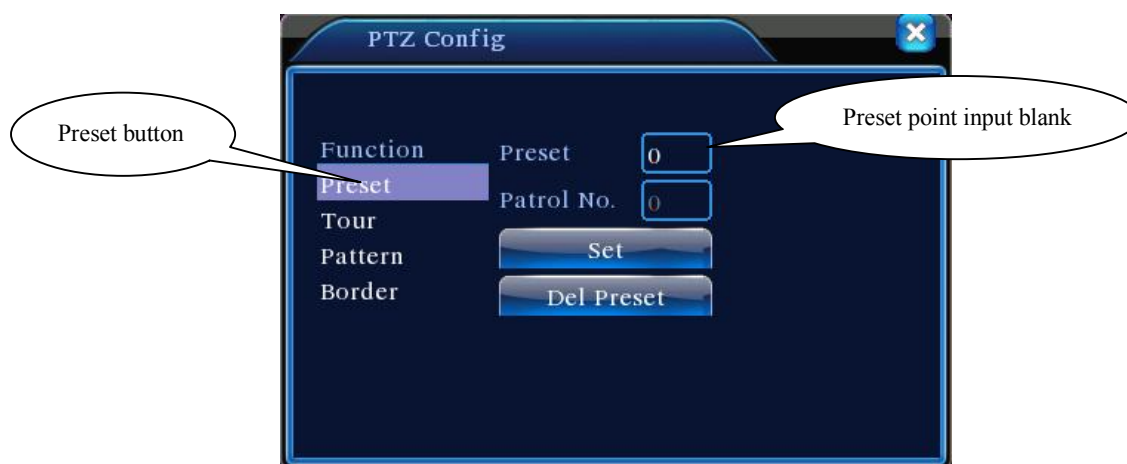 PTZ Config
Preset button
Preset point input blank
Function
Preset
Tour
Pattern
Border
Preset 0
Patrol No. 0
Set
Del Preset